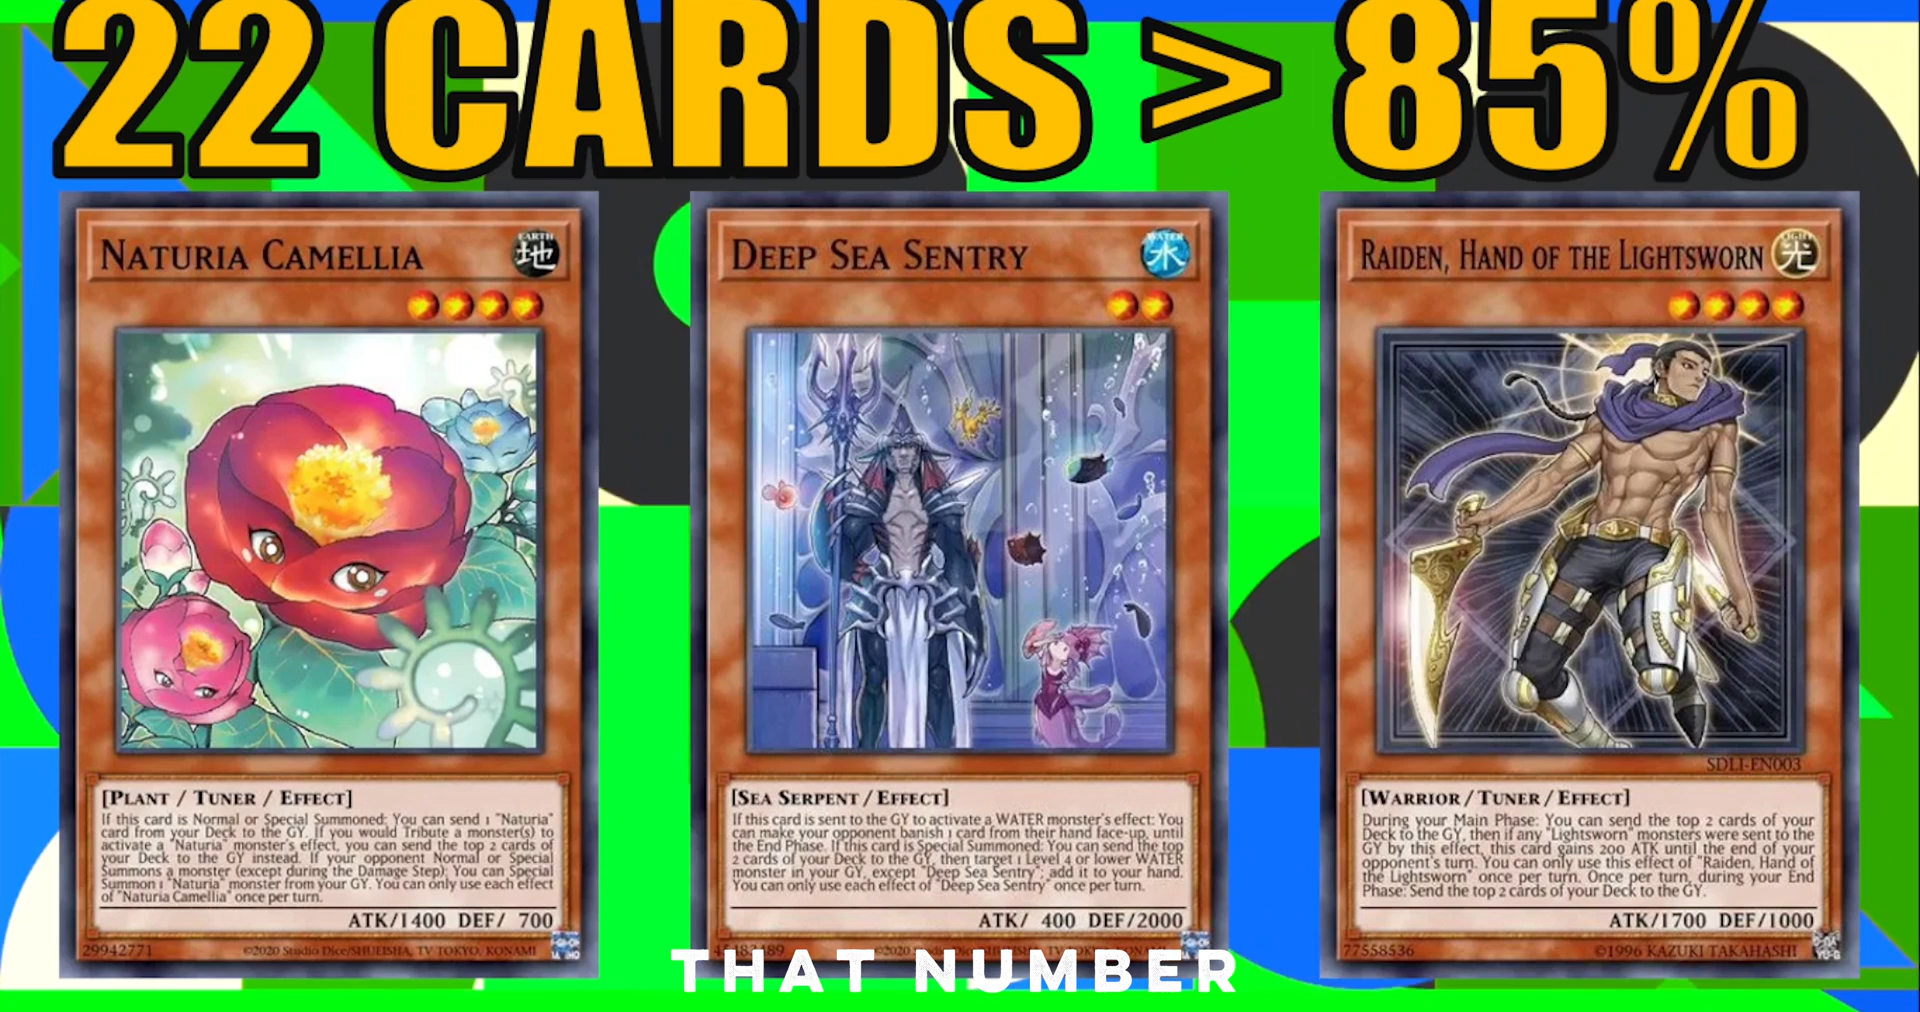 22 CARDS > 85%
NATURIA CAMELLIA
EARTH
地
[PLANT / TUNER / EFFECT]
If this card is Normal or Special Summoned: You can send 1 "Naturia"
card from your Deck to the GY. If you would Tribute a monster(s) to
activate a "Naturia" monster's effect, you can send the top 2 cards of
your Deck to the GY instead. If your opponent Normal or Special
Summons a monster (except during the Damage Step): You can Special
Summon 1 "Naturia" monster from your GY. You can only use each effect
of "Naturia Camellia" once per turn.
ATK/1400 DEF/ 700
29942771
©2020 Studio Dice/SHUEISHA, TV TOKYO, KONAMI
DEEP SEA SENTRY
WATER
水
[SEA SERPENT / EFFECT]
If this card is sent to the GY to activate a WATER monster's effect: You
can make your opponent banish 1 card from their hand face-up, until
the End Phase. If this card is Special Summoned: You can send the top
2 cards of your Deck to the GY, then target 1 Level 4 or lower WATER
monster in your GY, except "Deep Sea Sentry"; add it to your hand.
You can only use each effect of "Deep Sea Sentry" once per turn.
ATK/ 400 DEF/2000
RAIDEN, HAND OF THE LIGHTSWORN
LIGHT
光
SDLI-EN003
[WARRIOR / TUNER / EFFECT]
During your Main Phase: You can send the top 2 cards of your
Deck to the GY, then if any "Lightsworn" monsters were sent to the
GY by this effect, this card gains 200 ATK until the end of your
opponent's turn. You can only use this effect of "Raiden, Hand of
the Lightsworn" once per turn. Once per turn, during your End
Phase: Send the top 2 cards of your Deck to the GY.
ATK/1700 DEF/1000
77558536
©1996 KAZUKI TAKAHASHI
THAT NUMBER